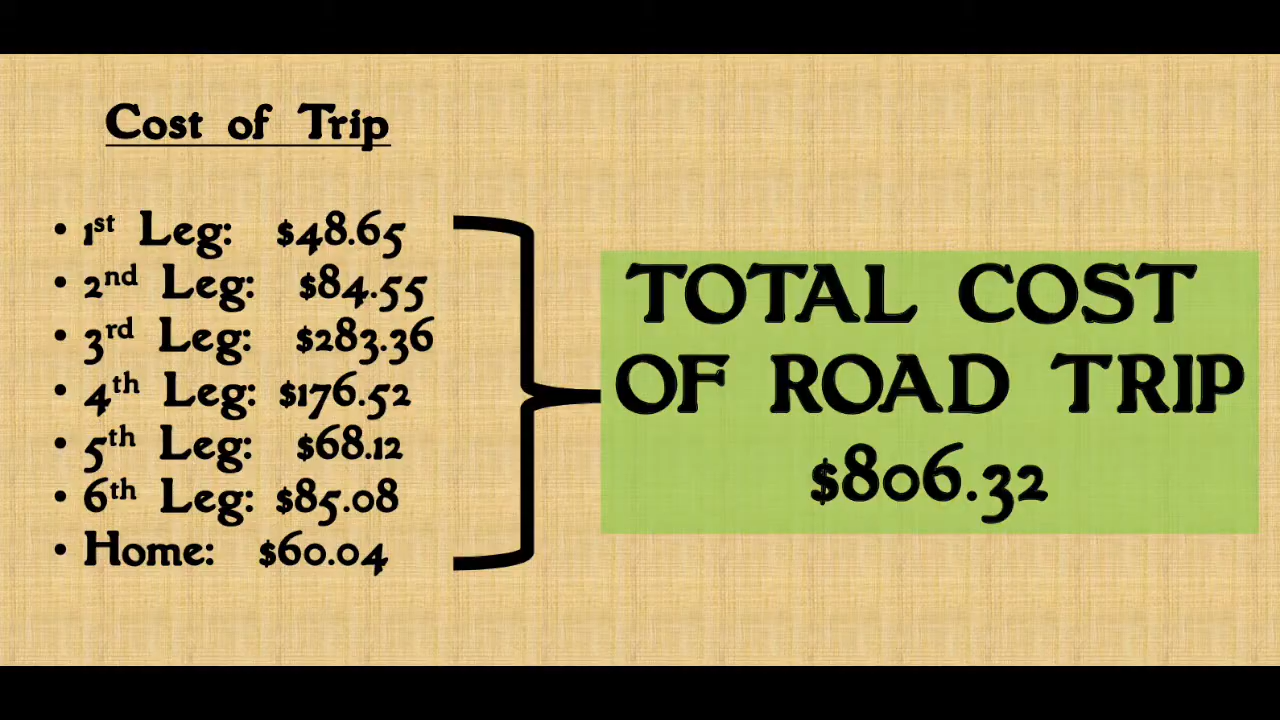 Cost of Trip
• 1st Leg: $48.65
• 2nd Leg: $84.55
• 3rd Leg: $283.36
• 4th Leg: $176.52
• 5th Leg: $68.12
• 6th Leg: $85.08
• Home: $60.04
TOTAL COST
OF ROAD TRIP
$806.32